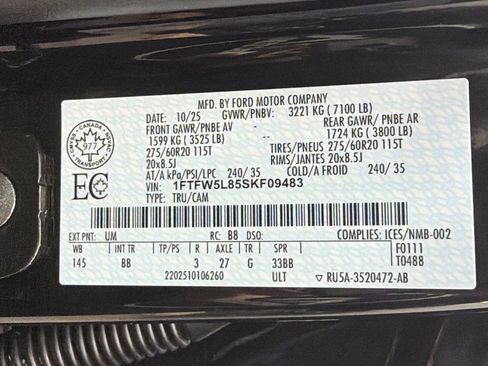 MFD. BY FORD MOTOR COMPANY
DATE: 10/25 GVWR/PNBV: 3221 KG ( 7100 LB)
FRONT GAWR/PNBE AV REAR GAWR/PNBE AR
1599 KG ( 3525 LB) 1724 KG ( 3800 LB)
275/60R20 115T TIRES/PNEUS 275/60R20 115T
20x8.5J RIMS/JANTES 20x8.5J
AT/A kPa/PSI/LPC 240/ 35 COLD/A FROID 240/ 35
VIN: 1FTFW5L85SKF09483
TYPE: TRU/CAM
CANADA
977
EC
EXT PNT: UM RC: B8 DSO: COMPLIES: ICES/NMB-002
WB INT TR TP/PS R AXLE TR SPR F0111
145 BB 3 27 G 33BB T0488
2202510106260 ULT RU5A-3520472-AB